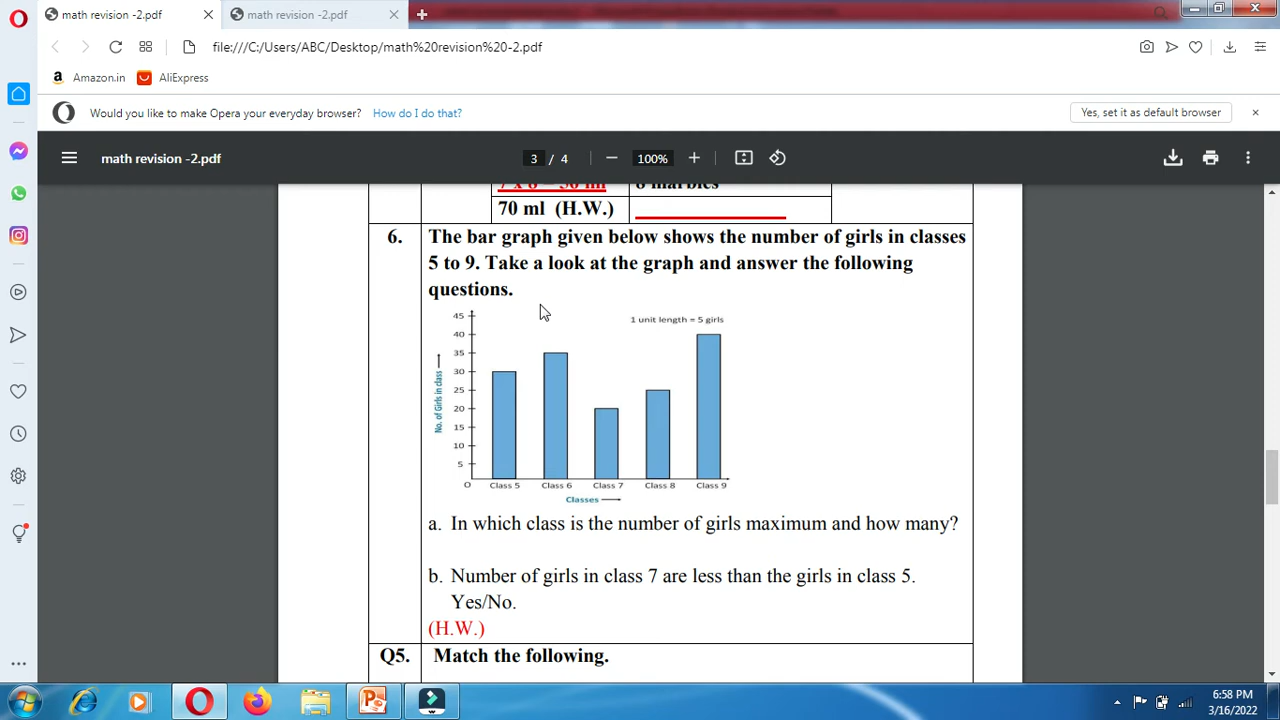 math revision -2.pdf
math revision -2.pdf
file:///C:/Users/ABC/Desktop/math%20revision%20-2.pdf
Amazon.in
AliExpress
Would you like to make Opera your everyday browser? How do I do that?
Yes, set it as default browser
math revision -2.pdf
3 / 4
100%
7 x 8 = 56 ml
8 marbles
70 ml (H.W.)
6. The bar graph given below shows the number of girls in classes
5 to 9. Take a look at the graph and answer the following
questions.
1 unit length = 5 girls
No. of Girls in class
45
40
35
30
25
20
15
10
5
O
Class 5 Class 6 Class 7 Class 8 Class 9
Classes
a. In which class is the number of girls maximum and how many?
b. Number of girls in class 7 are less than the girls in class 5.
Yes/No.
(H.W.)
Q5. Match the following.
6:58 PM
3/16/2022